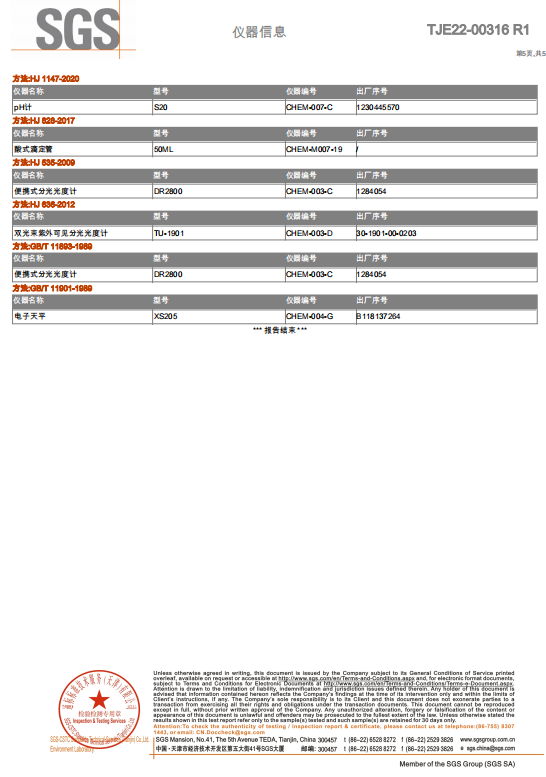 SGS
仪器信息
TJE22-00316 R1
第5页,共5
方法:HJ 1147-2020
仪器名称 型号 仪器编号 出厂序号
pH计 S20 CHEM-007-C 1230445570
方法:HJ 828-2017
仪器名称 型号 仪器编号 出厂序号
酸式滴定管 50ML CHEM-M007-19 /
方法:HJ 535-2009
仪器名称 型号 仪器编号 出厂序号
便携式分光光度计 DR2800 CHEM-003-C 1284054
方法:HJ 636-2012
仪器名称 型号 仪器编号 出厂序号
双光束紫外可见分光光度计 TU-1901 CHEM-003-D 30-1901-00-0203
方法:GB/T 11893-1989
仪器名称 型号 仪器编号 出厂序号
便携式分光光度计 DR2800 CHEM-003-C 1284054
方法:GB/T 11901-1989
仪器名称 型号 仪器编号 出厂序号
电子天平 XS205 CHEM-004-G B118137264
*** 报告结束 ***
检验检测专用章
Inspection & Testing Services
Environment Laboratory
Unless otherwise agreed in writing, this document is issued by the Company subject to its General Conditions of Service printed
overleaf, available on request or accessible at http://www.sgs.com/en/Terms-and-Conditions.aspx and, for electronic format documents,
subject to Terms and Conditions for Electronic Documents at http://www.sgs.com/en/Terms-and-Conditions/Terms-e-Document.aspx.
Attention is drawn to the limitation of liability, indemnification and jurisdiction issues defined therein. Any holder of this document is
advised that information contained hereon reflects the Company's findings at the time of its intervention only and within the limits of
Client's instructions, if any. The Company's sole responsibility is to its Client and this document does not exonerate parties to a
transaction from exercising all their rights and obligations under the transaction documents. This document cannot be reproduced
except in full, without prior written approval of the Company. Any unauthorized alteration, forgery or falsification of the content or
appearance of this document is unlawful and offenders may be prosecuted to the fullest extent of the law. Unless otherwise stated the
results shown in this test report refer only to the sample(s) tested and such sample(s) are retained for 30 days only.
Attention:To check the authenticity of testing / inspection report & certificate, please contact us at telephone:(86-755) 8307
1443, or email: CN.Doccheck@sgs.com
SGS Mansion, No.41, The 5th Avenue TEDA, Tianjin, China 300457 t (86-22) 6528 8272 f (86-22) 2529 3826 www.sgsgroup.com.cn
中国·天津市经济技术开发区第五大街41号SGS大厦 邮编: 300457 t (86-22) 6528 8272 f (86-22) 2529 3826 e sgs.china@sgs.com
Member of the SGS Group (SGS SA)